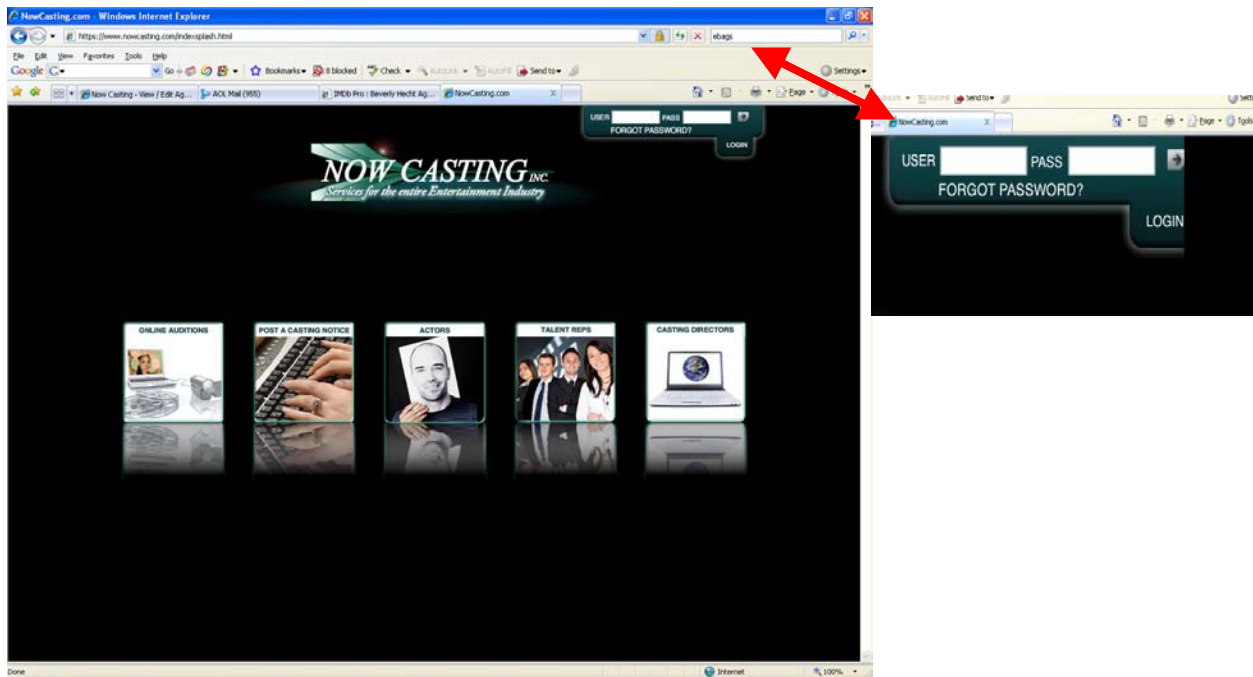 NowCasting.com - Windows Internet Explorer
https://www.nowcasting.com/indexsplash.html
ebags
File Edit View Favorites Tools Help
Google Go Bookmarks 8 blocked Check AutoLink AutoFill Send to Settings
Now Casting - View / Edit Ag... AOL Mail (955) IMDb Pro : Beverly Hecht Ag... NowCasting.com X Page
USER PASS
FORGOT PASSWORD?
LOGIN
NOW CASTING INC.
Services for the entire Entertainment Industry
ONLINE AUDITIONS POST A CASTING NOTICE ACTORS TALENT REPS CASTING DIRECTORS
Done Internet 100%
Send to
NowCasting.com X Page Tools
USER PASS
FORGOT PASSWORD?
LOGIN